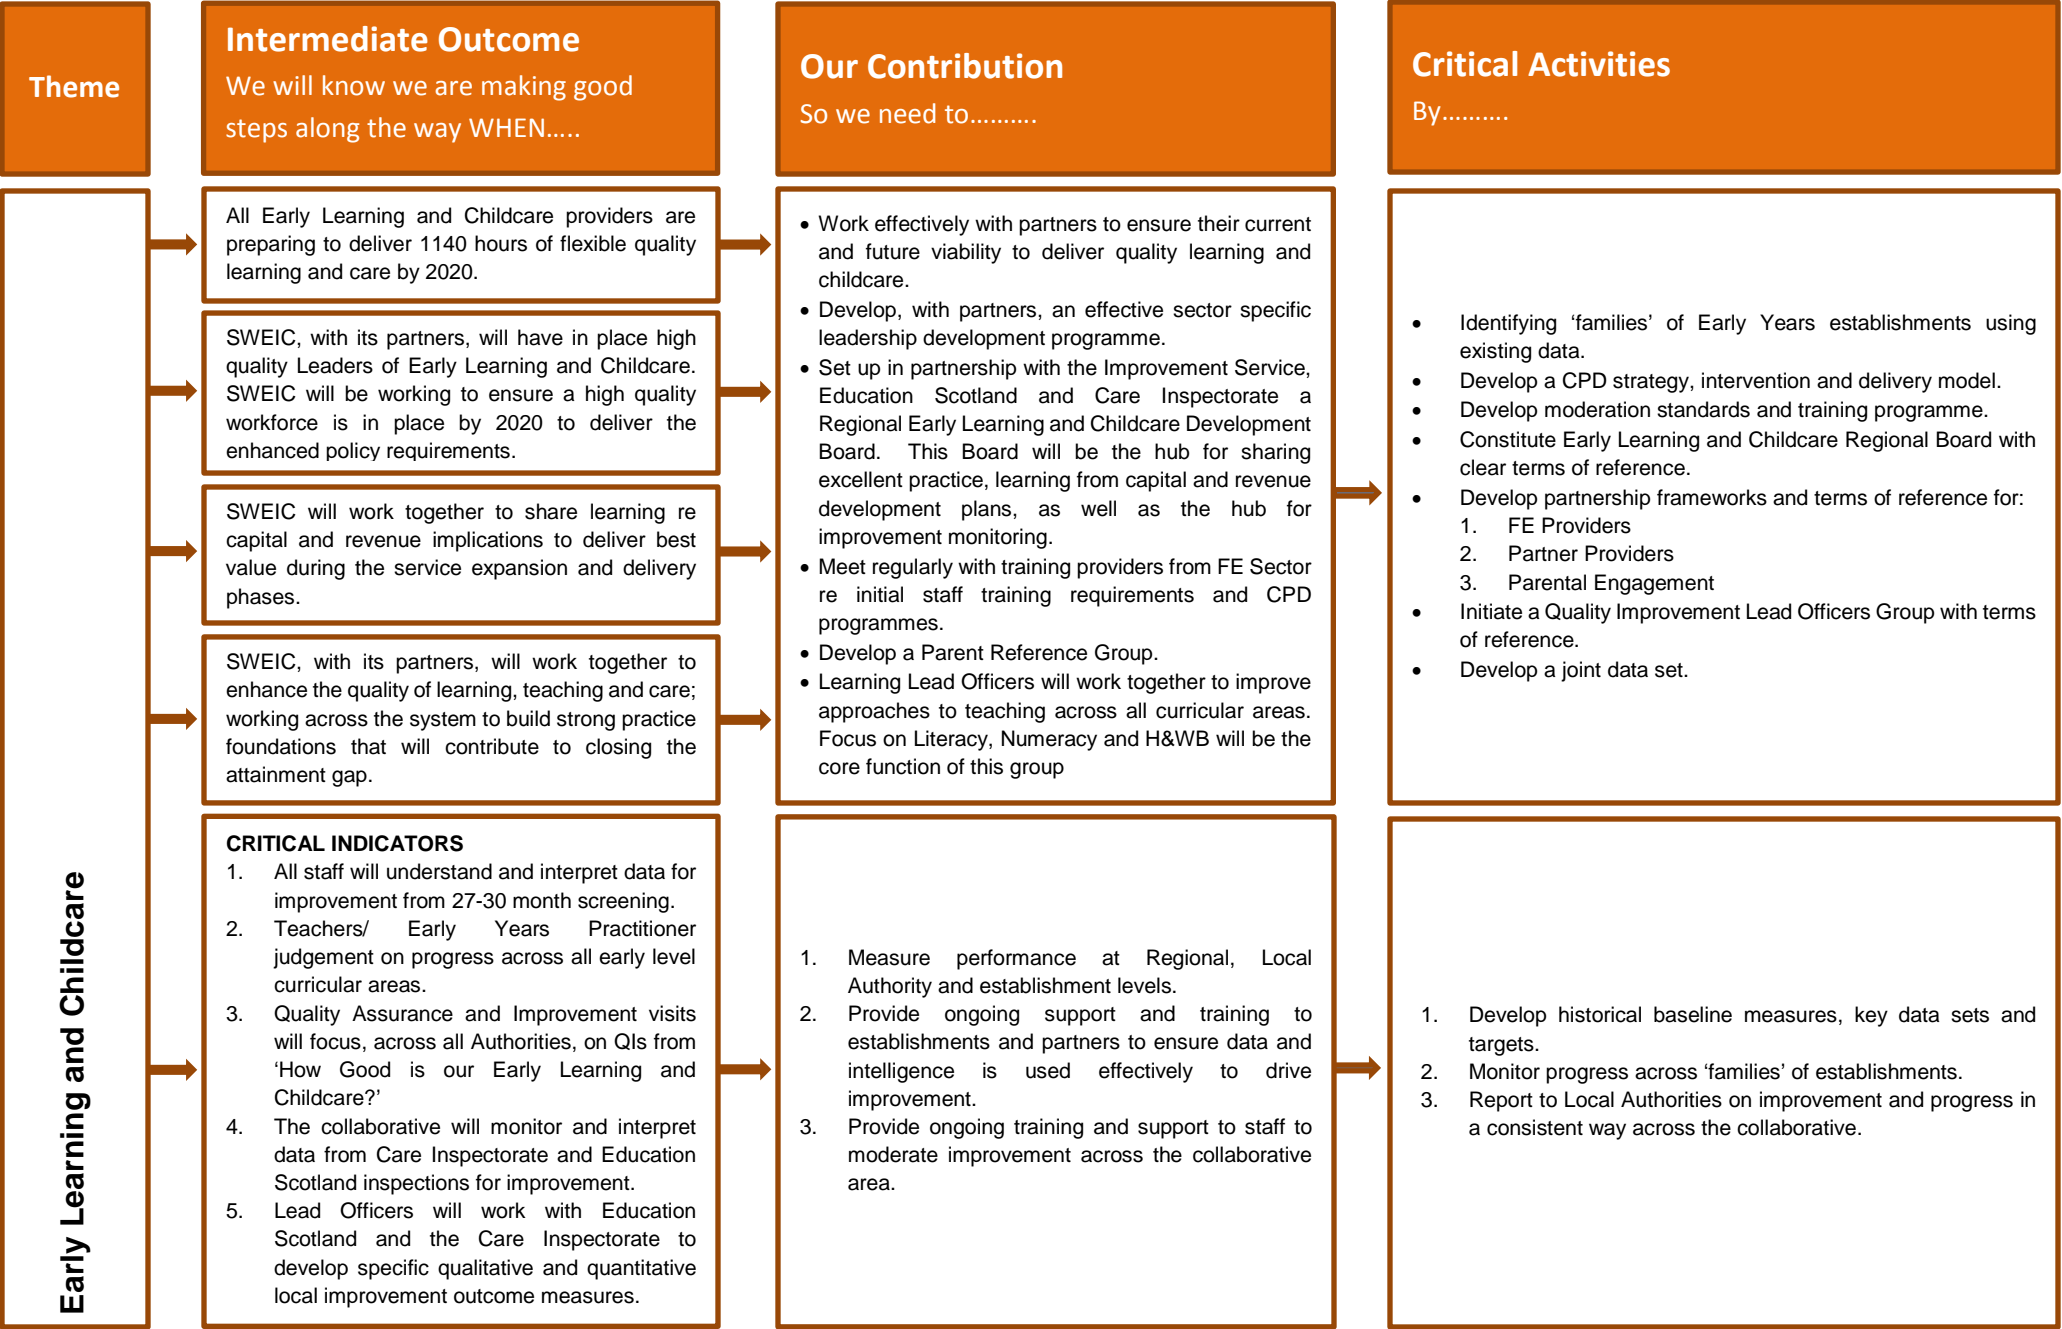 Theme
Intermediate Outcome
We will know we are making good
steps along the way WHEN…..
Our Contribution
So we need to……….
Critical Activities
By……….
Early Learning and Childcare
All Early Learning and Childcare providers are
preparing to deliver 1140 hours of flexible quality
learning and care by 2020.
SWEIC, with its partners, will have in place high
quality Leaders of Early Learning and Childcare.
SWEIC will be working to ensure a high quality
workforce is in place by 2020 to deliver the
enhanced policy requirements.
SWEIC will work together to share learning re
capital and revenue implications to deliver best
value during the service expansion and delivery
phases.
SWEIC, with its partners, will work together to
enhance the quality of learning, teaching and care;
working across the system to build strong practice
foundations that will contribute to closing the
attainment gap.
• Work effectively with partners to ensure their current
and future viability to deliver quality learning and
childcare.
• Develop, with partners, an effective sector specific
leadership development programme.
• Set up in partnership with the Improvement Service,
Education Scotland and Care Inspectorate a
Regional Early Learning and Childcare Development
Board. This Board will be the hub for sharing
excellent practice, learning from capital and revenue
development plans, as well as the hub for
improvement monitoring.
• Meet regularly with training providers from FE Sector
re initial staff training requirements and CPD
programmes.
• Develop a Parent Reference Group.
• Learning Lead Officers will work together to improve
approaches to teaching across all curricular areas.
Focus on Literacy, Numeracy and H&WB will be the
core function of this group
• Identifying ‘families’ of Early Years establishments using
existing data.
• Develop a CPD strategy, intervention and delivery model.
• Develop moderation standards and training programme.
• Constitute Early Learning and Childcare Regional Board with
clear terms of reference.
• Develop partnership frameworks and terms of reference for:
1. FE Providers
2. Partner Providers
3. Parental Engagement
• Initiate a Quality Improvement Lead Officers Group with terms
of reference.
• Develop a joint data set.
CRITICAL INDICATORS
1. All staff will understand and interpret data for
improvement from 27-30 month screening.
2. Teachers/ Early Years Practitioner
judgement on progress across all early level
curricular areas.
3. Quality Assurance and Improvement visits
will focus, across all Authorities, on QIs from
‘How Good is our Early Learning and
Childcare?’
4. The collaborative will monitor and interpret
data from Care Inspectorate and Education
Scotland inspections for improvement.
5. Lead Officers will work with Education
Scotland and the Care Inspectorate to
develop specific qualitative and quantitative
local improvement outcome measures.
1. Measure performance at Regional, Local
Authority and establishment levels.
2. Provide ongoing support and training to
establishments and partners to ensure data and
intelligence is used effectively to drive
improvement.
3. Provide ongoing training and support to staff to
moderate improvement across the collaborative
area.
1. Develop historical baseline measures, key data sets and
targets.
2. Monitor progress across ‘families’ of establishments.
3. Report to Local Authorities on improvement and progress in
a consistent way across the collaborative.